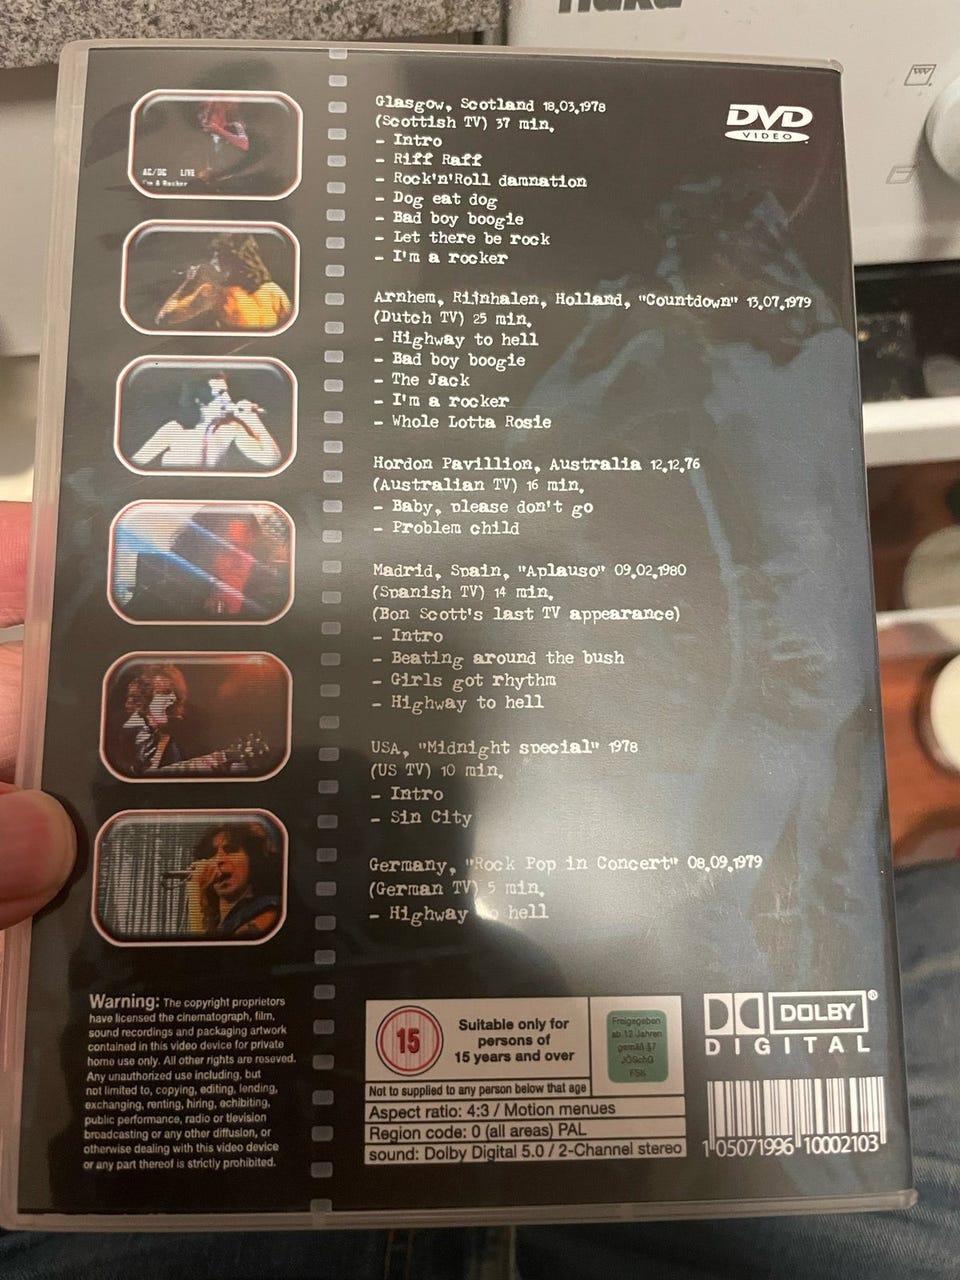 AC/DC LIVE
I'm A Rocker
DVD
VIDEO
Glasgow, Scotland 18.03.1978
(Scottish TV) 37 min.
- Intro
- Riff Raff
- Rock'n'Roll damnation
- Dog eat dog
- Bad boy boogie
- Let there be rock
- I'm a rocker
Arnhem, Rijnhalen, Holland, "Countdown" 13.07.1979
(Dutch TV) 25 min.
- Highway to hell
- Bad boy boogie
- The Jack
- I'm a rocker
- Whole Lotta Rosie
Hordon Pavillion, Australia 12.12.76
(Australian TV) 16 min.
- Baby, please don't go
- Problem child
Madrid, Spain, "Aplauso" 09.02.1980
(Spanish TV) 14 min.
(Bon Scott's last TV appearance)
- Intro
- Beating around the bush
- Girls got rhythm
- Highway to hell
USA, "Midnight special" 1978
(US TV) 10 min.
- Intro
- Sin City
Germany, "Rock Pop in Concert" 08.09.1979
(German TV) 5 min.
- Highway to hell
Warning: The copyright proprietors
have licensed the cinematograph, film,
sound recordings and packaging artwork
contained in this video device for private
home use only. All other rights are reseved.
Any unauthorized use including, but
not limited to, copying, editing, lending,
exchanging, renting, hiring, echibiting,
public performance, radio or tlevision
broadcasting or any other diffusion, or
otherwise dealing with this video device
or any part thereof is strictly prohibited.
15
Suitable only for
persons of
15 years and over
Not to supplied to any person below that age
Freigegeben
ab 12 Jahren
gemäß §7
JÖSchG
FSK
Aspect ratio: 4:3 / Motion menues
Region code: 0 (all areas) PAL
sound: Dolby Digital 5.0 / 2-Channel stereo
DOLBY®
DIGITAL
1 05071996 10002103